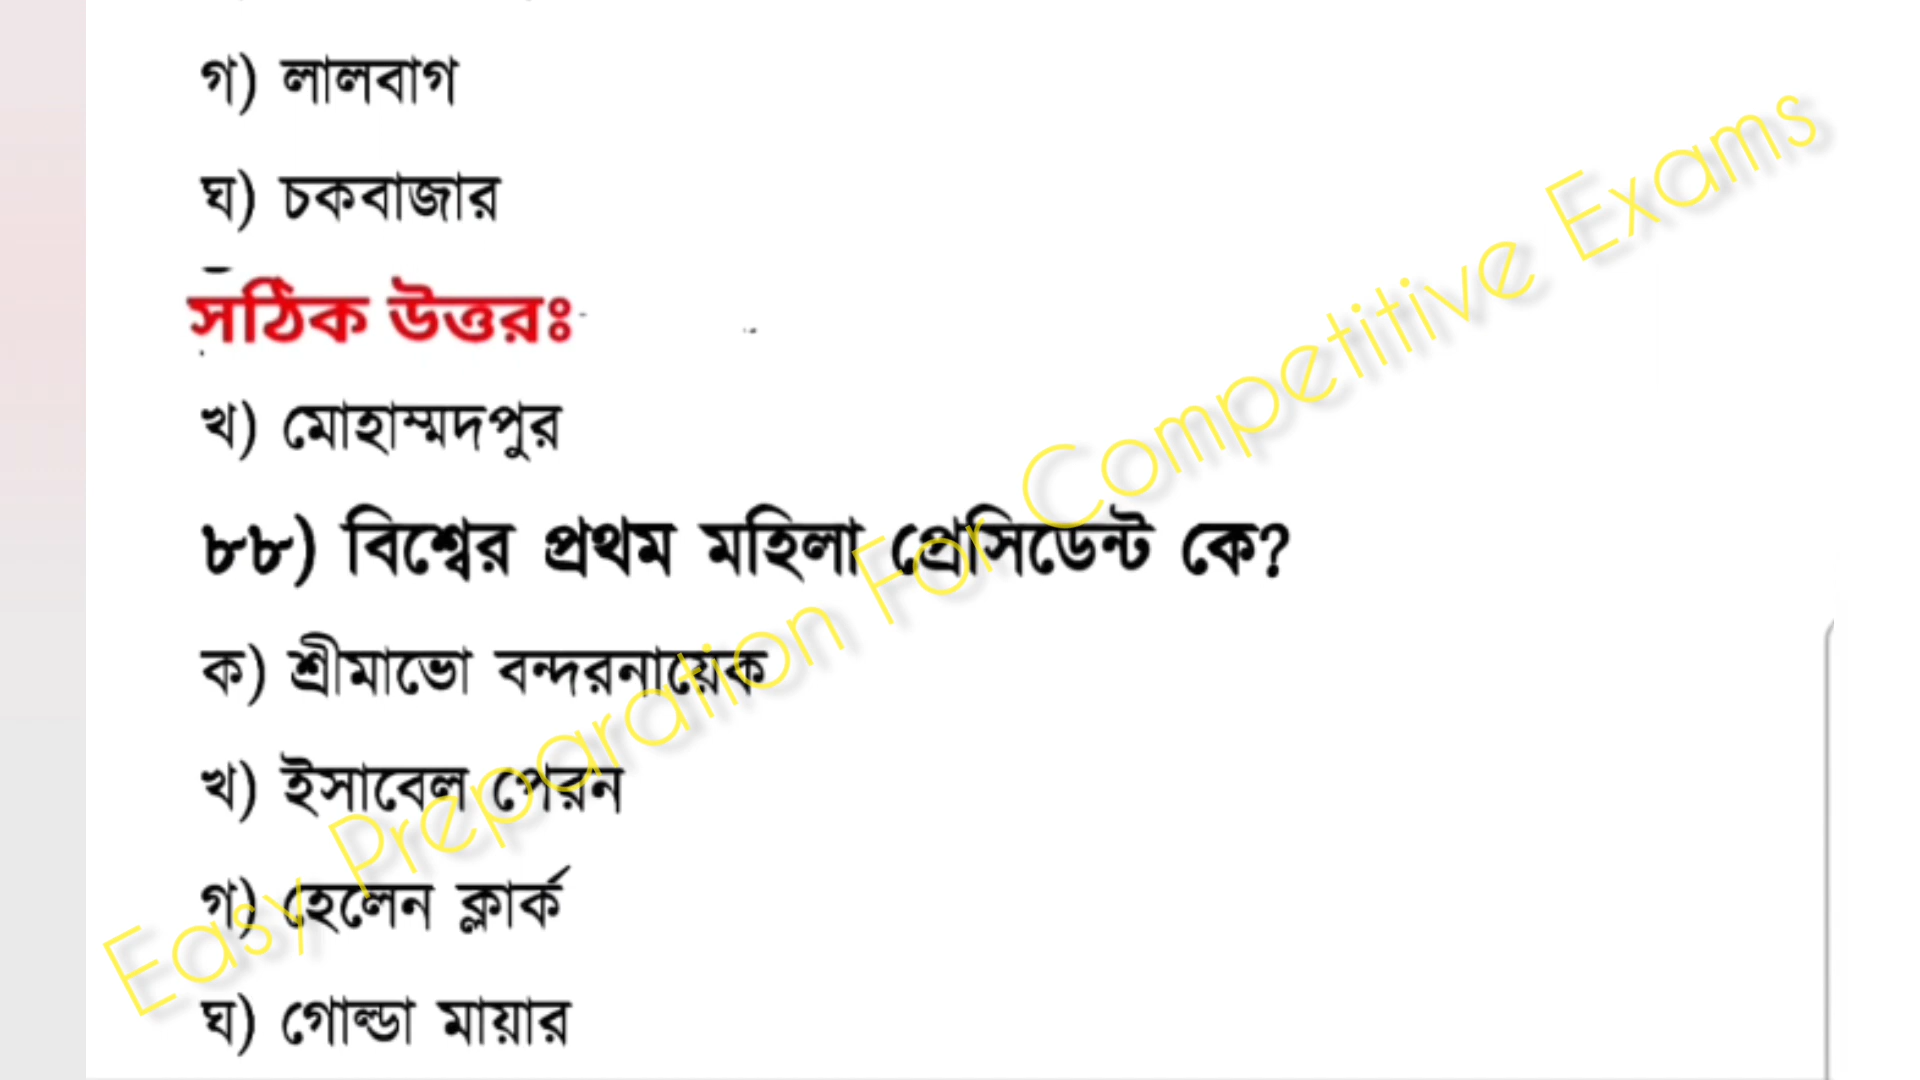 গ) লালবাগ
ঘ) চকবাজার
সঠিক উত্তরঃ
খ) মোহাম্মদপুর
৮৮) বিশ্বের প্রথম মহিলা প্রেসিডেন্ট কে?
ক) শ্রীমাভো বন্দরনায়েক
খ) ইসাবেল পেরন
গ) হেলেন ক্লার্ক
ঘ) গোল্ডা মায়ার
Easy Preparation For Competitive Exams